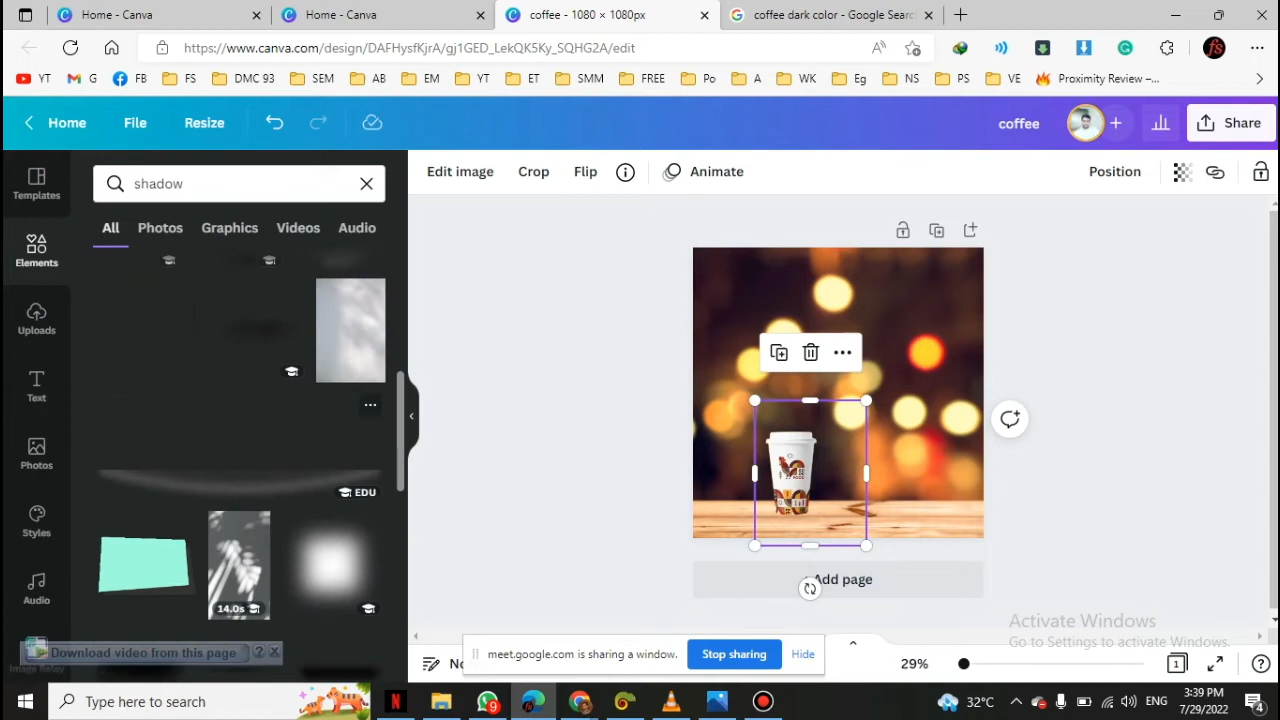 Home - Canva
Home - Canva
coffee - 1080 × 1080px
coffee dark color - Google Searc
https://www.canva.com/design/DAFHysfKjrA/gj1GED_LekQK5Ky_SQHG2A/edit
YT G FB FS DMC 93 SEM AB EM YT ET SMM FREE Po A WK Eg NS PS VE Proximity Review –...
Home File Resize coffee Share
Templates
Elements
Uploads
Text
Photos
Styles
Audio
shadow
All Photos Graphics Videos Audio
EDU
14.0s
Edit image Crop Flip Animate Position
+ Add page
Activate Windows
Go to Settings to activate Windows.
Download video from this page ?
meet.google.com is sharing a window. Stop sharing Hide
29% 1
Type here to search
9
32°C ENG
3:39 PM
7/29/2022
4